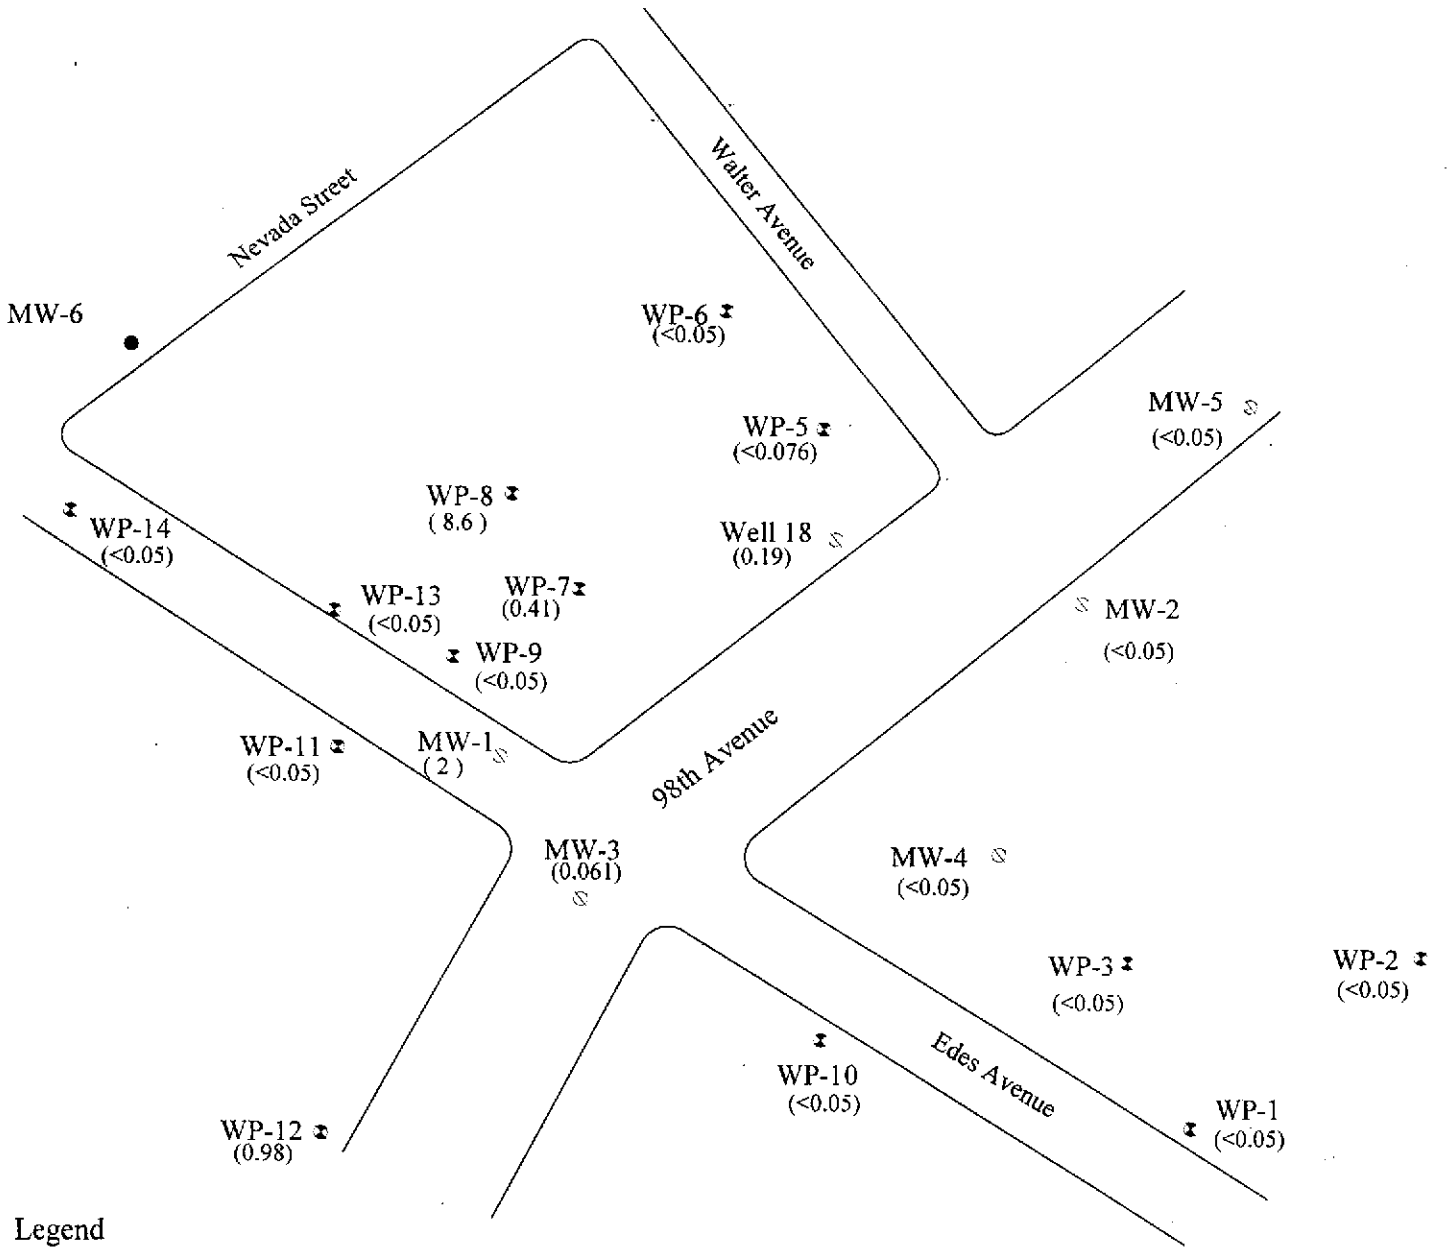 Walter Avenue
Nevada Street
MW-6
WP-6
(<0.05)
MW-5
(<0.05)
WP-5
(<0.076)
WP-8
( 8.6 )
WP-14
(<0.05)
Well 18
(0.19)
WP-7
(0.41)
WP-13
(<0.05)
MW-2
(<0.05)
WP-9
(<0.05)
WP-11
(<0.05)
MW-1
( 2 )
98th Avenue
MW-3
(0.061)
MW-4
(<0.05)
WP-3
(<0.05)
WP-2
(<0.05)
Edes Avenue
WP-10
(<0.05)
WP-1
(<0.05)
WP-12
(0.98)
Legend